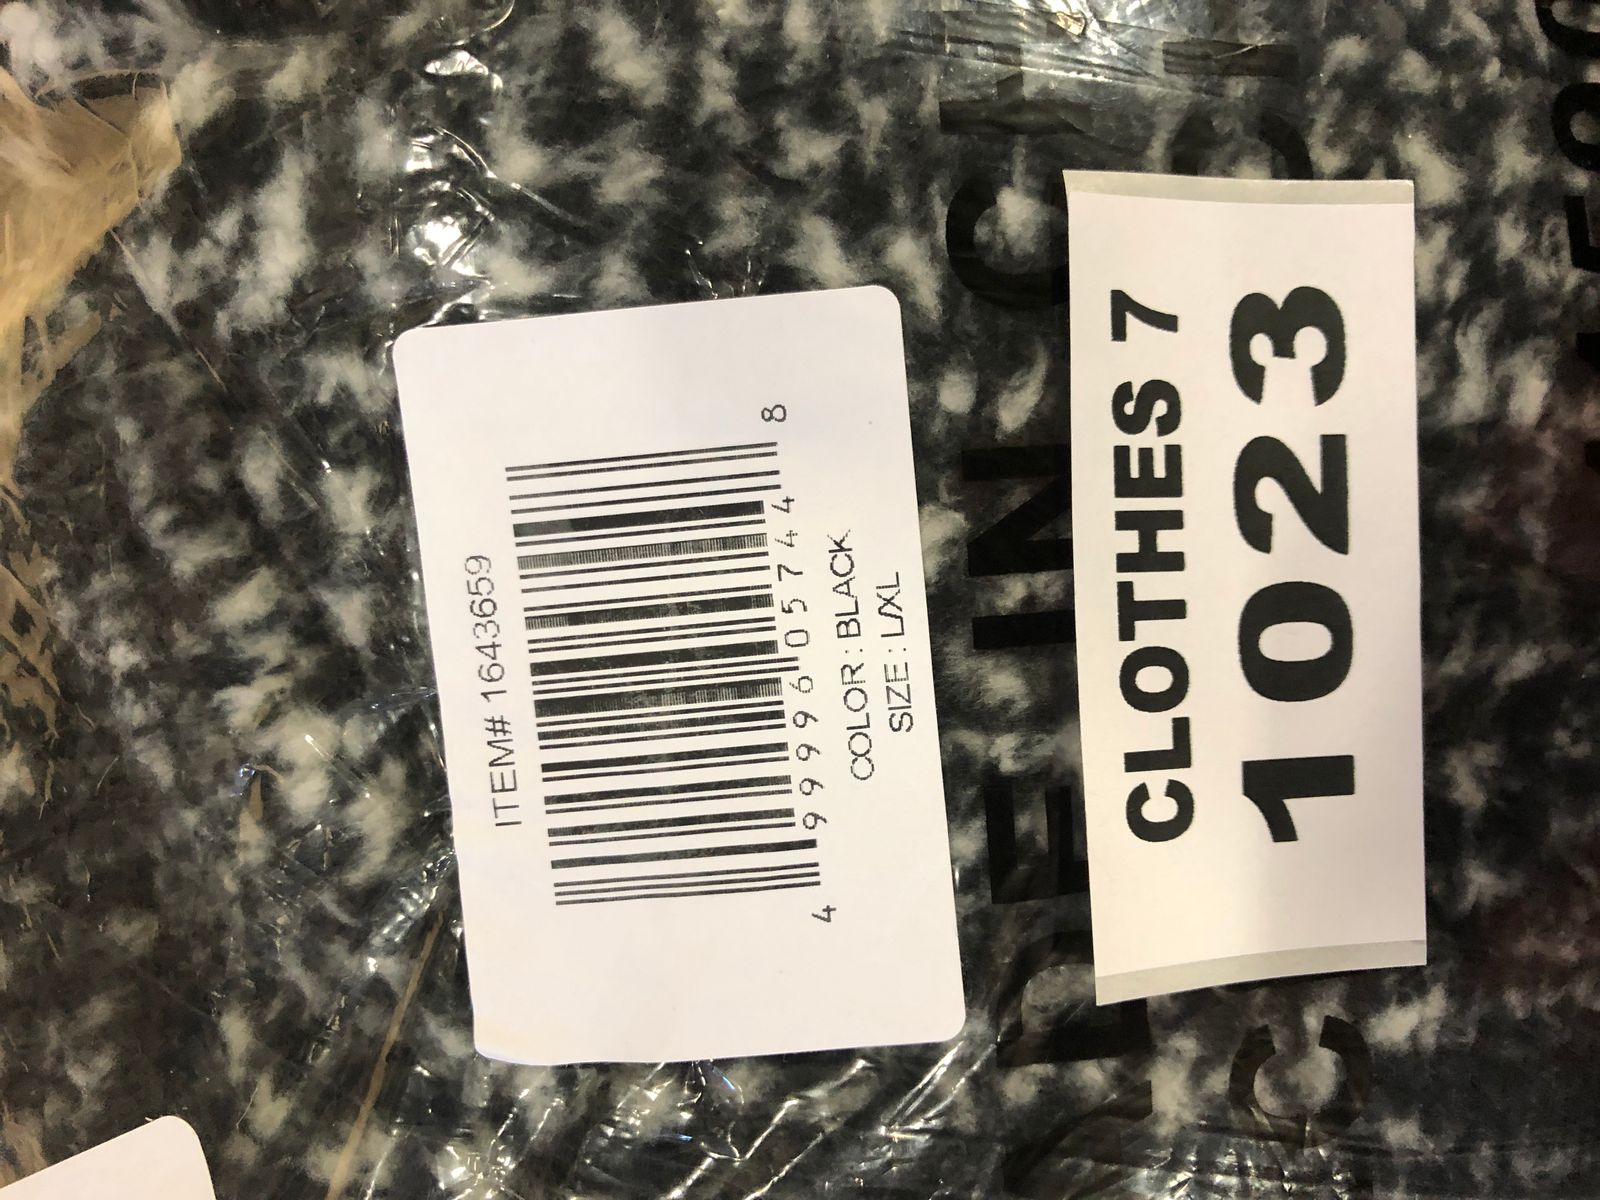 ITEM# 1643659
4 99996 05744 8
COLOR : BLACK
SIZE : L/XL
CLOTHES 7
1023